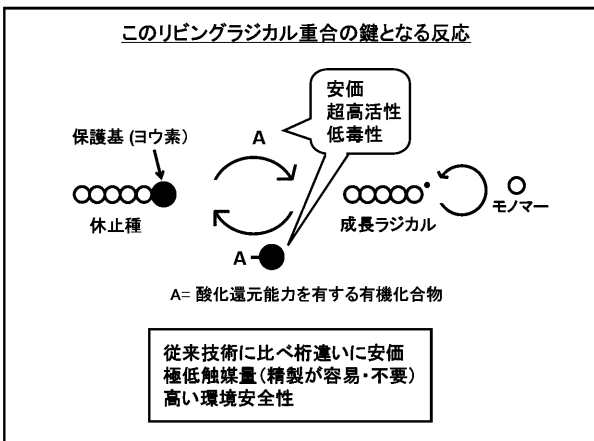 このリビングラジカル重合の鍵となる反応
安価
超高活性
低毒性
保護基 (ヨウ素)
A
休止種
成長ラジカル
モノマー
A
A= 酸化還元能力を有する有機化合物
従来技術に比べ桁違いに安価
極低触媒量(精製が容易・不要)
高い環境安全性